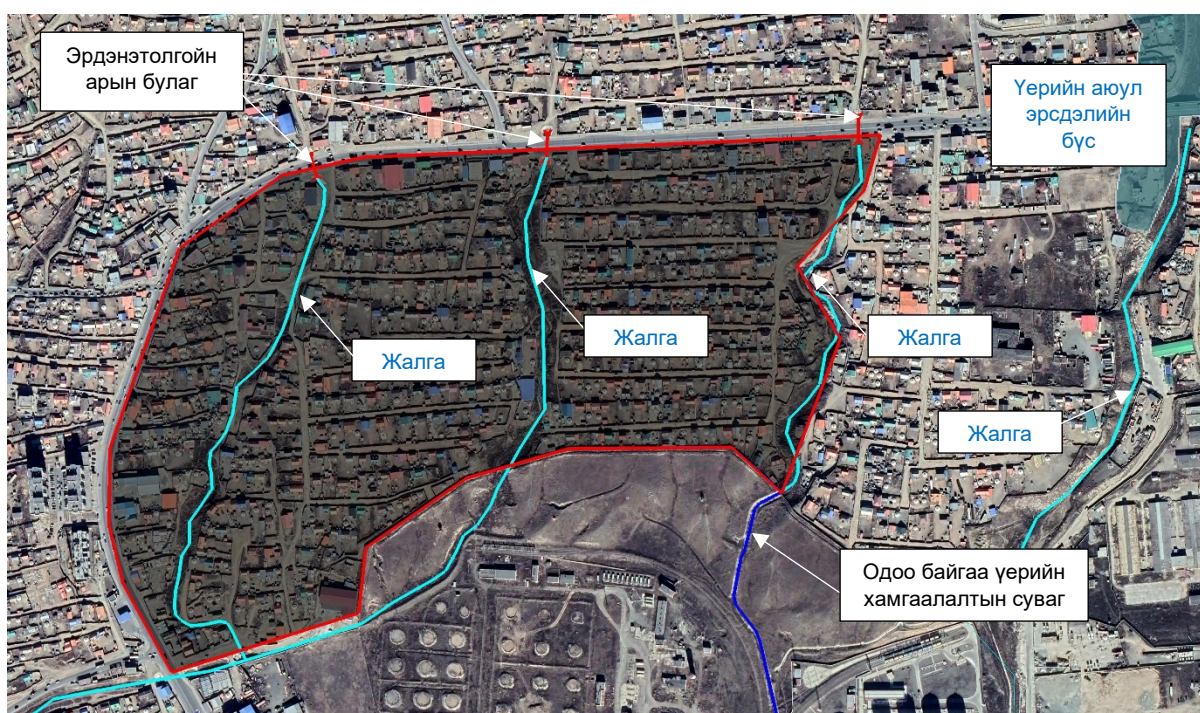 Эрдэнэтолгойн
арын булаг
Үерийн аюул
эрсдэлийн
бүс
Жалга
Жалга
Жалга
Жалга
Одоо байгаа үерийн
хамгаалалтын суваг